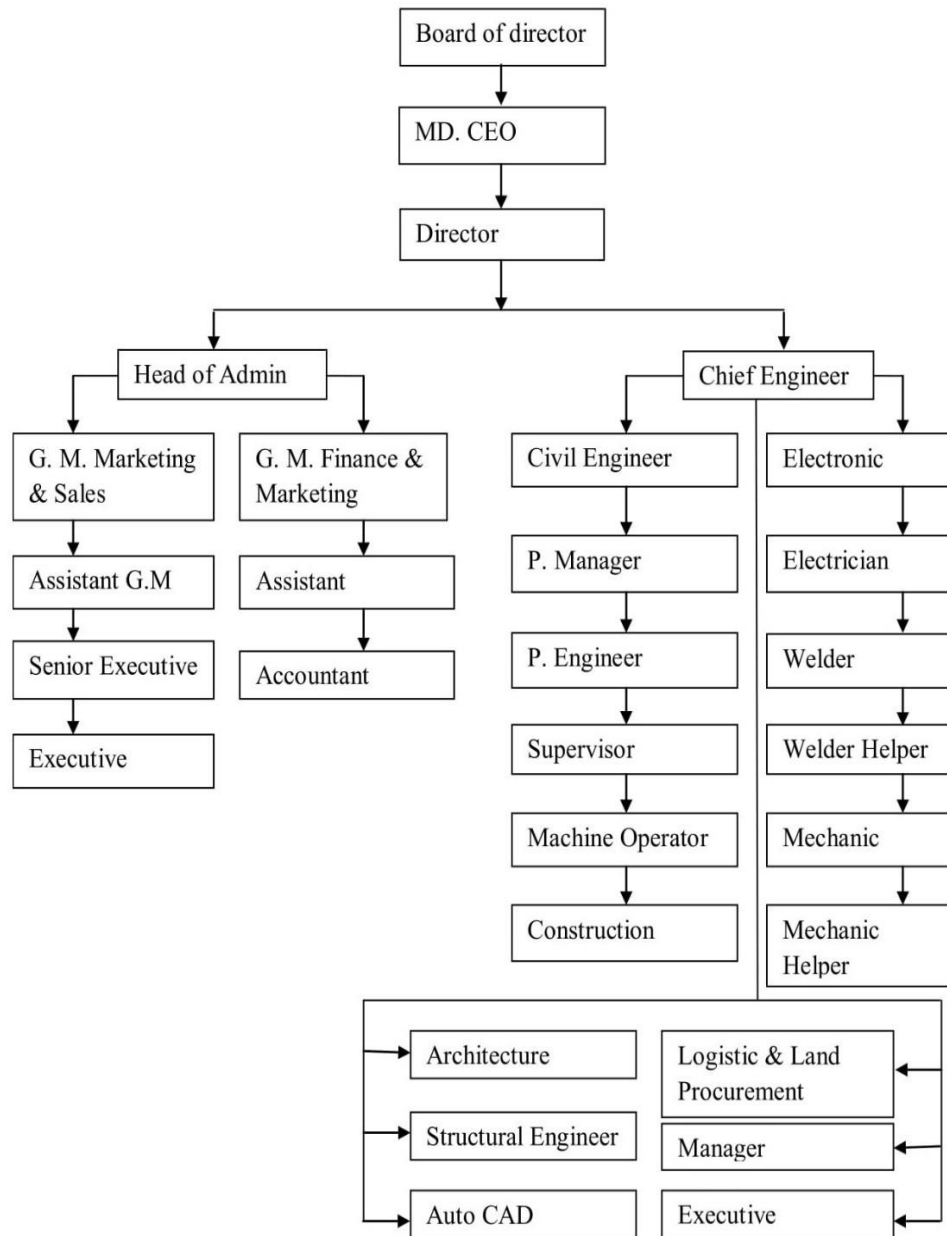 Board of director
MD. CEO
Director
Head of Admin
Chief Engineer
G. M. Marketing
& Sales
G. M. Finance &
Marketing
Civil Engineer
Electronic
Assistant G.M
Assistant
P. Manager
Electrician
Senior Executive
Accountant
P. Engineer
Welder
Executive
Supervisor
Welder Helper
Machine Operator
Mechanic
Construction
Mechanic
Helper
Architecture
Logistic & Land
Procurement
Structural Engineer
Manager
Auto CAD
Executive